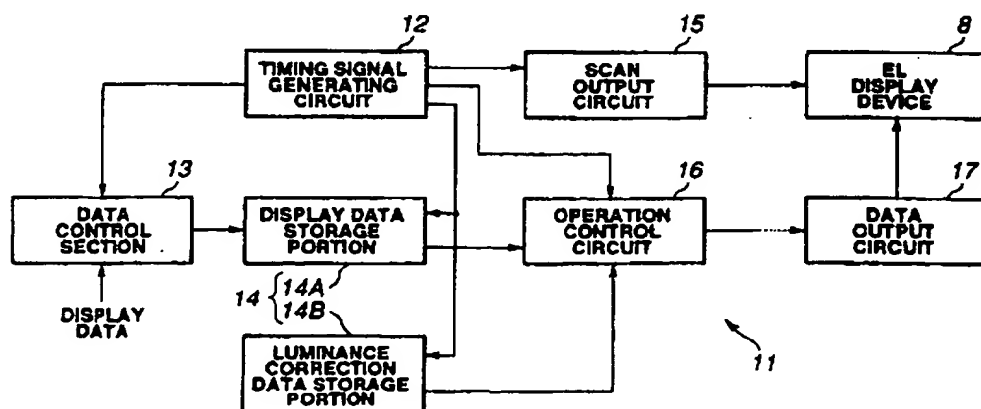 12
TIMING SIGNAL
GENERATING
CIRCUIT
15
SCAN
OUTPUT
CIRCUIT
8
EL
DISPLAY
DEVICE
13
DATA
CONTROL
SECTION
DISPLAY DATA
STORAGE
PORTION
16
OPERATION
CONTROL
CIRCUIT
17
DATA
OUTPUT
CIRCUIT
DISPLAY
DATA
14 { 14A
14B
LUMINANCE
CORRECTION
DATA STORAGE
PORTION
11